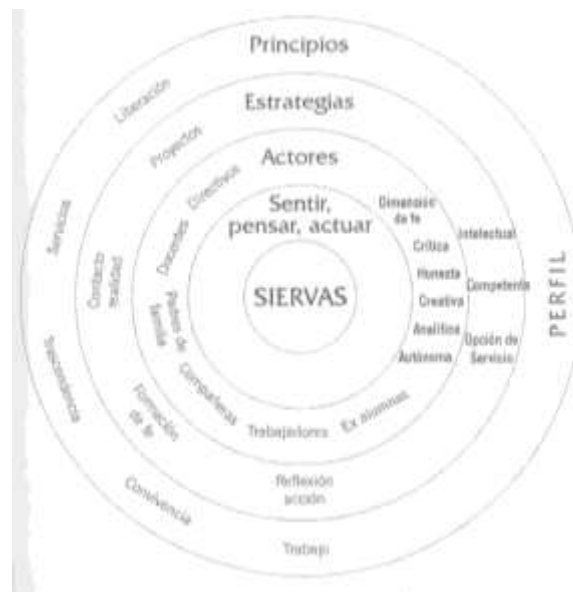 Principios
Liberación
Servicios
Trascendencia
Convivencia
Trabajo
Estrategias
Proyectos
Contacto
realidad
Formación
de fe
Reflexión
acción
Actores
Directivos
Docentes
Padres de
familia
Compañeras
Trabajadores
Ex alumnas
Sentir,
pensar, actuar
SIERVAS
Dimensión
de fe
Crítica
Honesta
Creativa
Analítica
Autónoma
Intelectual
Competente
Opción de
Servicio
PERFIL